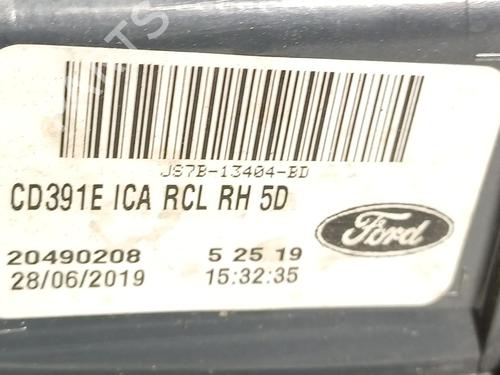 JS7B-13404-BD
CD391E ICA RCL RH 5D
Ford
20490208 5 25 19
28/06/2019 15:32:35